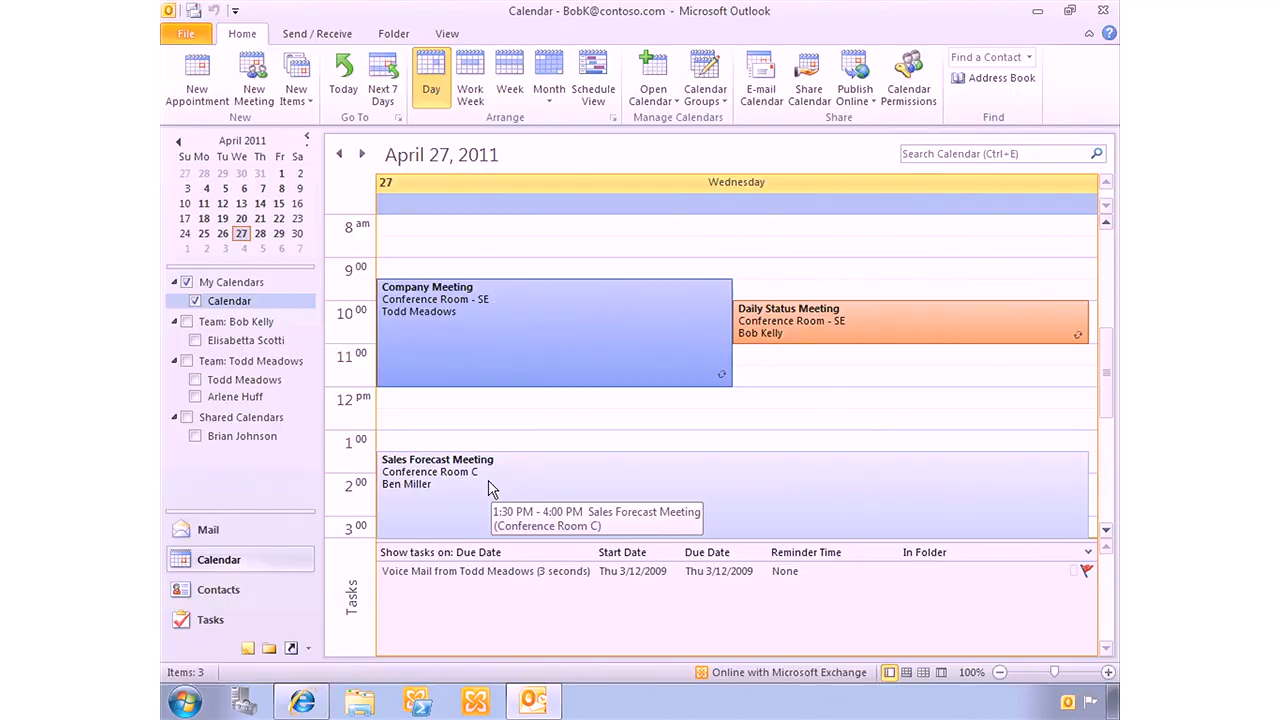 Calendar - BobK@contoso.com - Microsoft Outlook
File Home Send / Receive Folder View
New Appointment
New Meeting
New Items
Today
Next 7 Days
Day
Work Week
Week
Month
Schedule View
Open Calendar
Calendar Groups
E-mail Calendar
Share Calendar
Publish Online
Calendar Permissions
Find a Contact
Address Book
New Go To Arrange Manage Calendars Share Find
April 2011
Su Mo Tu We Th Fr Sa
27 28 29 30 31 1 2
3 4 5 6 7 8 9
10 11 12 13 14 15 16
17 18 19 20 21 22 23
24 25 26 27 28 29 30
1 2 3 4 5 6 7
My Calendars
Calendar
Team: Bob Kelly
Elisabetta Scotti
Team: Todd Meadows
Todd Meadows
Arlene Huff
Shared Calendars
Brian Johnson
Mail
Calendar
Contacts
Tasks
April 27, 2011
Search Calendar (Ctrl+E)
27 Wednesday
8 am
9 00
10 00
11 00
12 pm
1 00
2 00
3 00
Company Meeting
Conference Room - SE
Todd Meadows
Daily Status Meeting
Conference Room - SE
Bob Kelly
Sales Forecast Meeting
Conference Room C
Ben Miller
1:30 PM - 4:00 PM Sales Forecast Meeting
(Conference Room C)
Tasks
Show tasks on: Due Date Start Date Due Date Reminder Time In Folder
Voice Mail from Todd Meadows (3 seconds) Thu 3/12/2009 Thu 3/12/2009 None
Items: 3 Online with Microsoft Exchange 100%